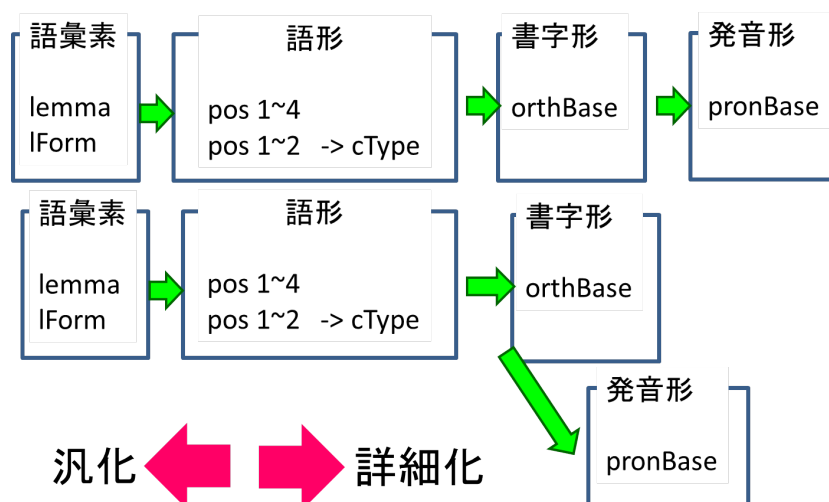 語彙素
lemma
lForm
語形
pos 1~4
pos 1~2 -> cType
書字形
orthBase
発音形
pronBase
語彙素
lemma
lForm
語形
pos 1~4
pos 1~2 -> cType
書字形
orthBase
発音形
pronBase
汎化
詳細化